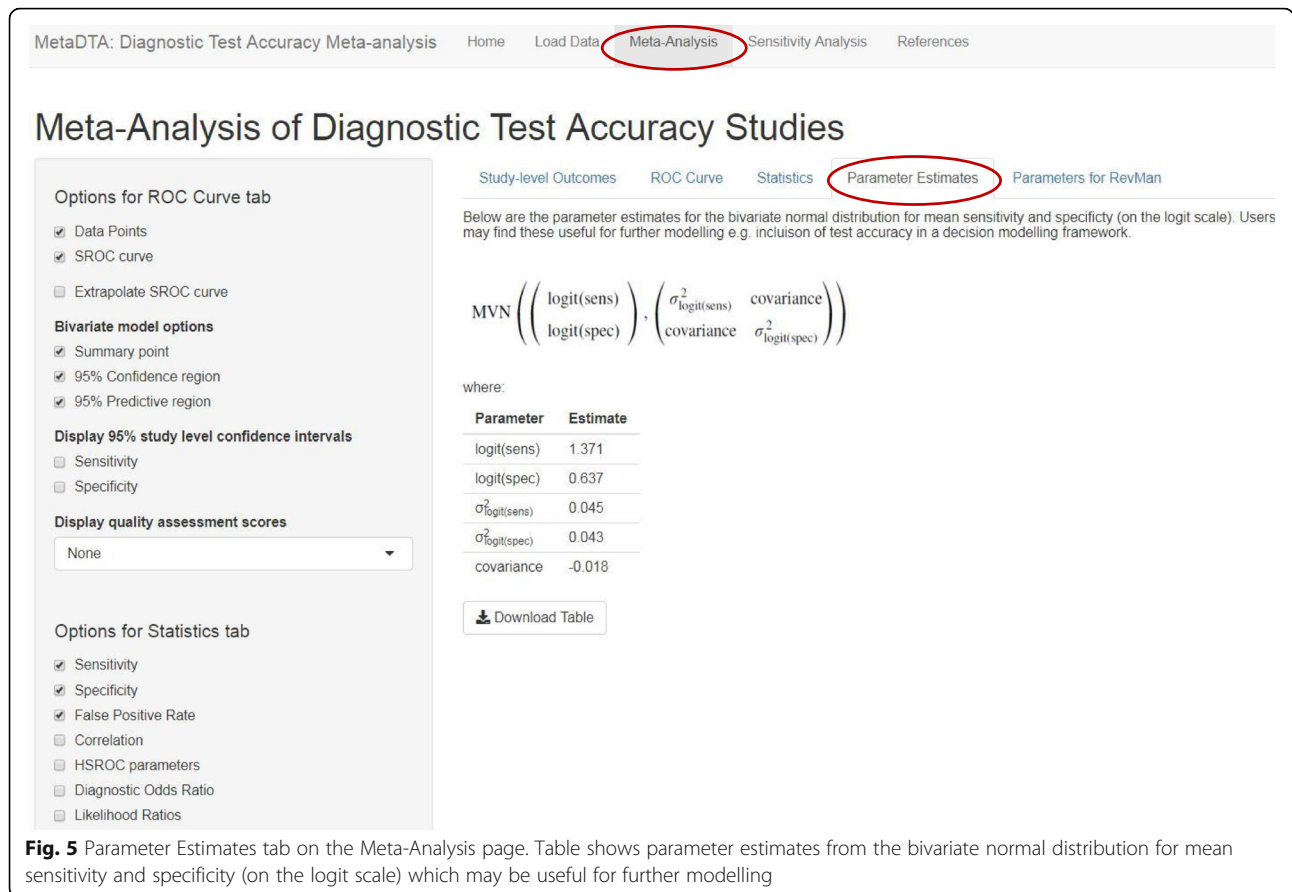 MetaDTA: Diagnostic Test Accuracy Meta-analysis Home Load Data Meta-Analysis Sensitivity Analysis References
Meta-Analysis of Diagnostic Test Accuracy Studies
Options for ROC Curve tab
Data Points
SROC curve
Extrapolate SROC curve
Bivariate model options
Summary point
95% Confidence region
95% Predictive region
Display 95% study level confidence intervals
Sensitivity
Specificity
Display quality assessment scores
None
Options for Statistics tab
Sensitivity
Specificity
False Positive Rate
Correlation
HSROC parameters
Diagnostic Odds Ratio
Likelihood Ratios
Study-level Outcomes ROC Curve Statistics Parameter Estimates Parameters for RevMan
Below are the parameter estimates for the bivariate normal distribution for mean sensitivity and specificty (on the logit scale). Users
may find these useful for further modelling e.g. incluison of test accuracy in a decision modelling framework.
MVN ( ( logit(sens) ) , ( σ²logit(sens) covariance ) )
( logit(spec) ) ( covariance σ²logit(spec) )
where:
Parameter Estimate
logit(sens) 1.371
logit(spec) 0.637
σ²logit(sens) 0.045
σ²logit(spec) 0.043
covariance -0.018
Download Table
Fig. 5 Parameter Estimates tab on the Meta-Analysis page. Table shows parameter estimates from the bivariate normal distribution for mean
sensitivity and specificity (on the logit scale) which may be useful for further modelling